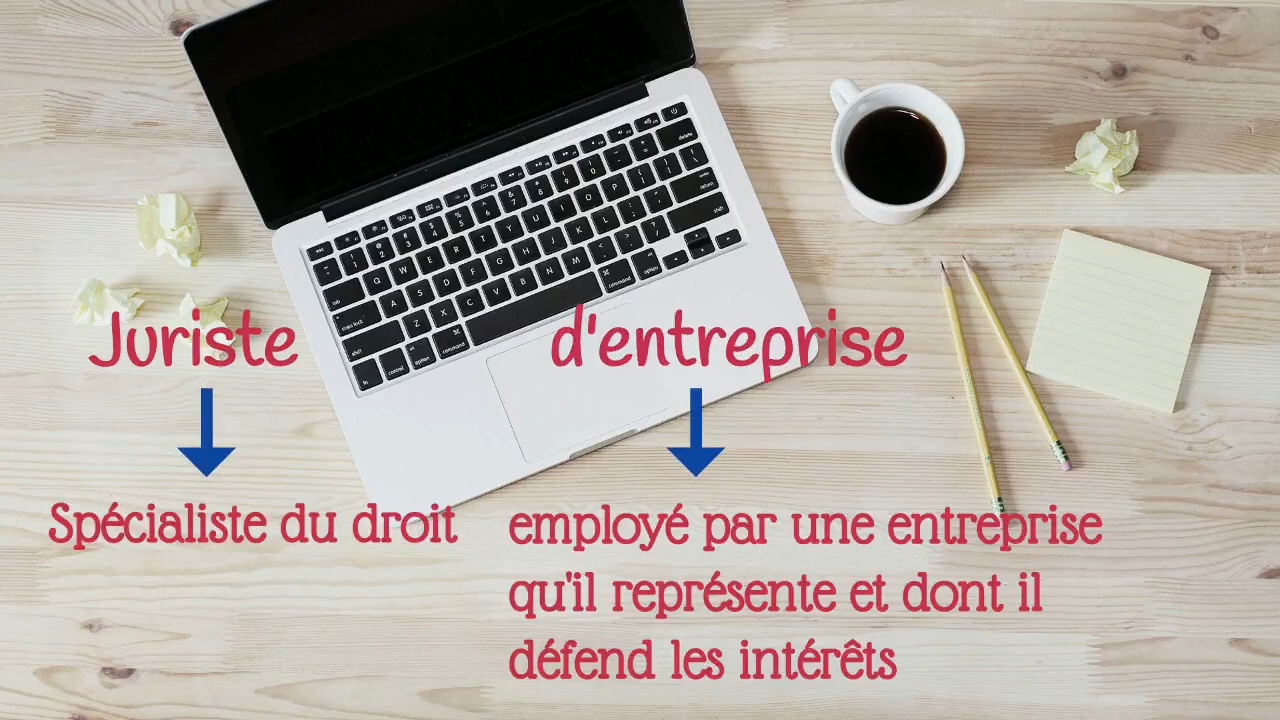 Juriste d'entreprise
Spécialiste du droit
employé par une entreprise
qu'il représente et dont il
défend les intérêts